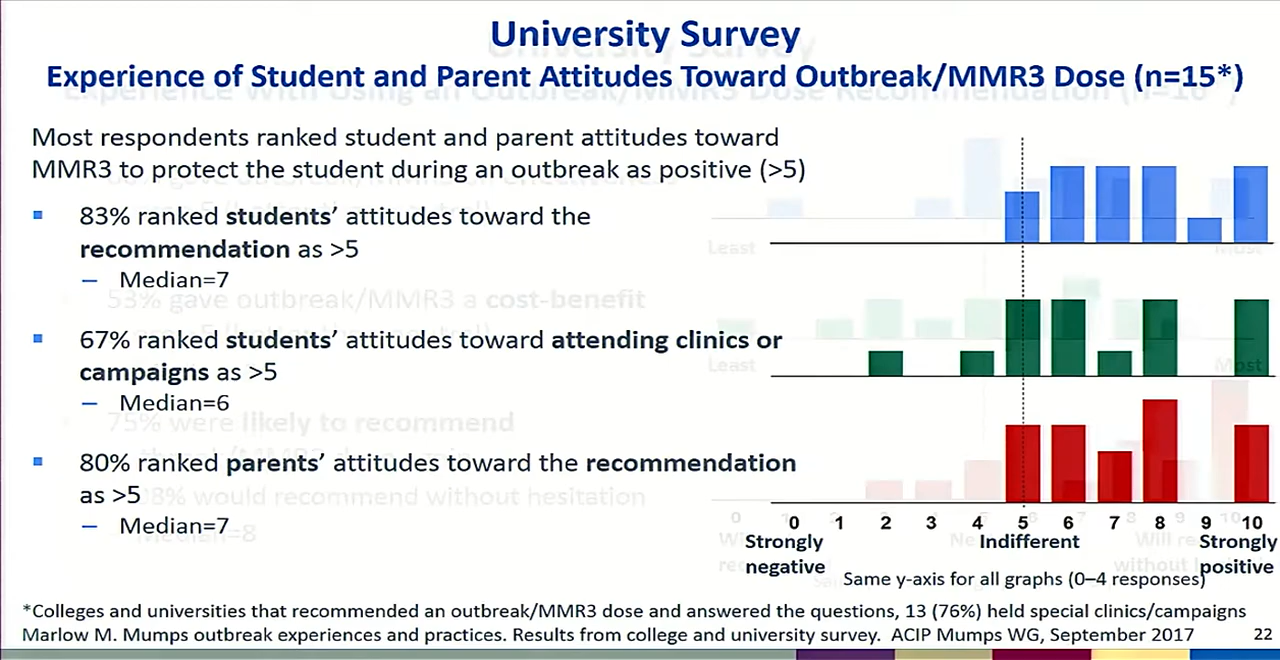 University Survey
Experience of Student and Parent Attitudes Toward Outbreak/MMR3 Dose (n=15*)
Most respondents ranked student and parent attitudes toward
MMR3 to protect the student during an outbreak as positive (>5)
▪ 83% ranked students’ attitudes toward the
recommendation as >5
– Median=7
▪ 67% ranked students’ attitudes toward attending clinics or
campaigns as >5
– Median=6
▪ 80% ranked parents’ attitudes toward the recommendation
as >5
– Median=7
0 1 2 3 4 5 6 7 8 9 10
Strongly negative
Indifferent
Strongly positive
Same y-axis for all graphs (0–4 responses)
*Colleges and universities that recommended an outbreak/MMR3 dose and answered the questions, 13 (76%) held special clinics/campaigns
Marlow M. Mumps outbreak experiences and practices. Results from college and university survey. ACIP Mumps WG, September 2017
22